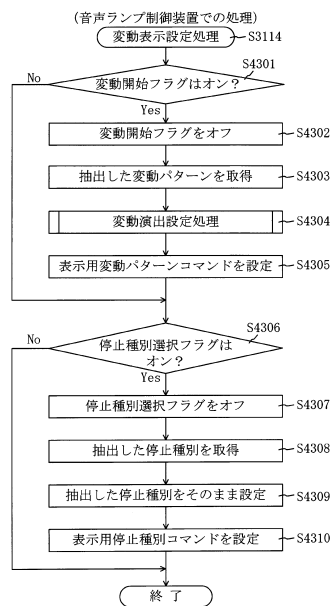 (音声ランプ制御装置での処理)
変動表示設定処理
S3114
S4301
No
変動開始フラグはオン？
Yes
変動開始フラグをオフ
S4302
抽出した変動パターンを取得
S4303
変動演出設定処理
S4304
表示用変動パターンコマンドを設定
S4305
S4306
No
停止種別選択フラグは
オン？
Yes
停止種別選択フラグをオフ
S4307
抽出した停止種別を取得
S4308
抽出した停止種別をそのまま設定
S4309
表示用停止種別コマンドを設定
S4310
終 了